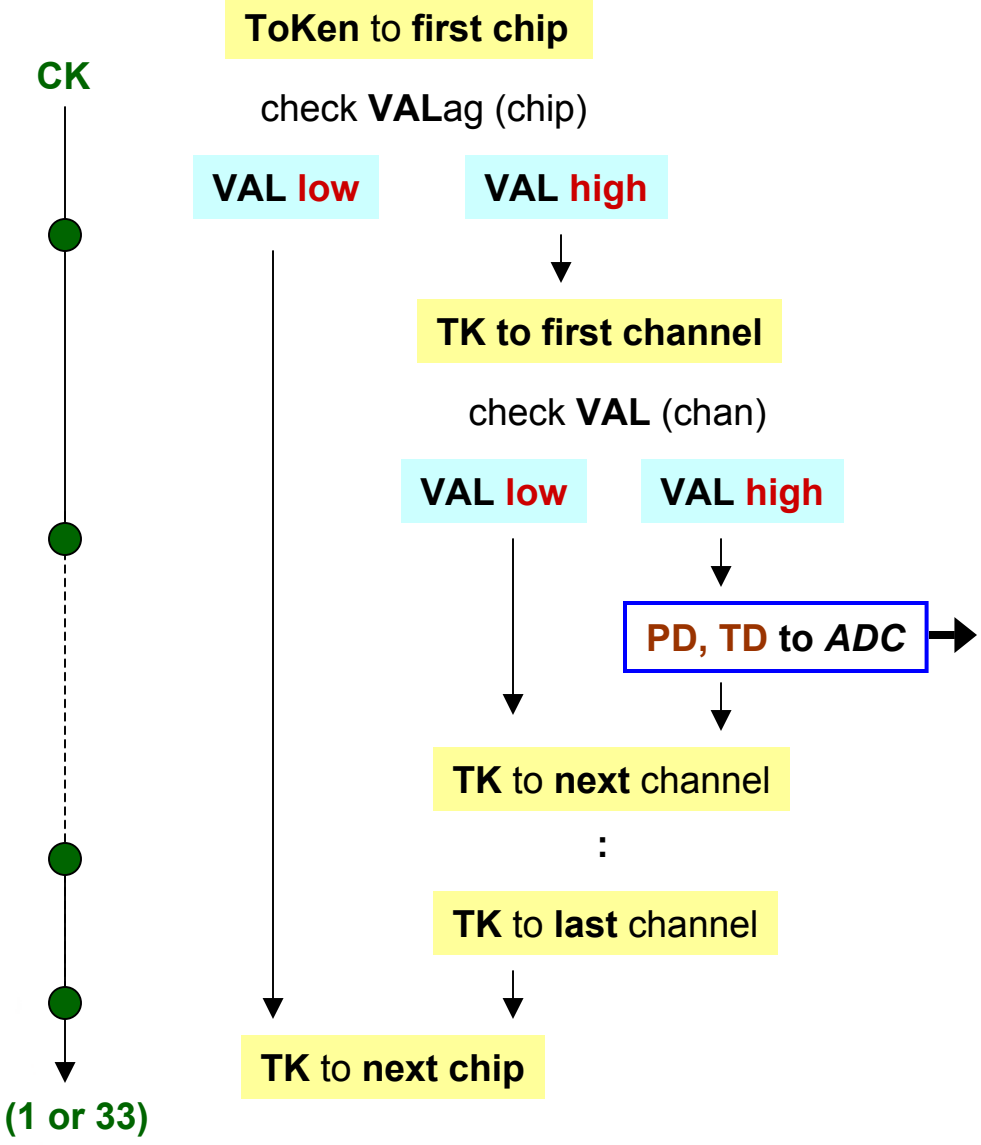 ToKen to first chip
CK
check VALag (chip)
VAL low
VAL high
TK to first channel
check VAL (chan)
VAL low
VAL high
PD, TD to ADC
TK to next channel
:
TK to last channel
TK to next chip
(1 or 33)